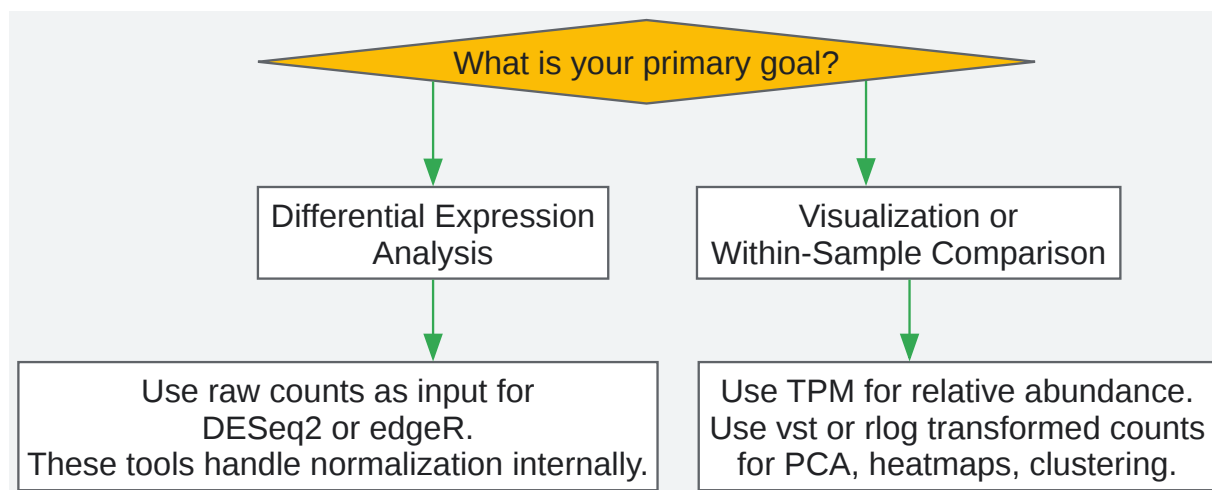 What is your primary goal?
Differential Expression
Analysis
Visualization or
Within-Sample Comparison
Use raw counts as input for
DESeq2 or edgeR.
These tools handle normalization internally.
Use TPM for relative abundance.
Use vst or rlog transformed counts
for PCA, heatmaps, clustering.